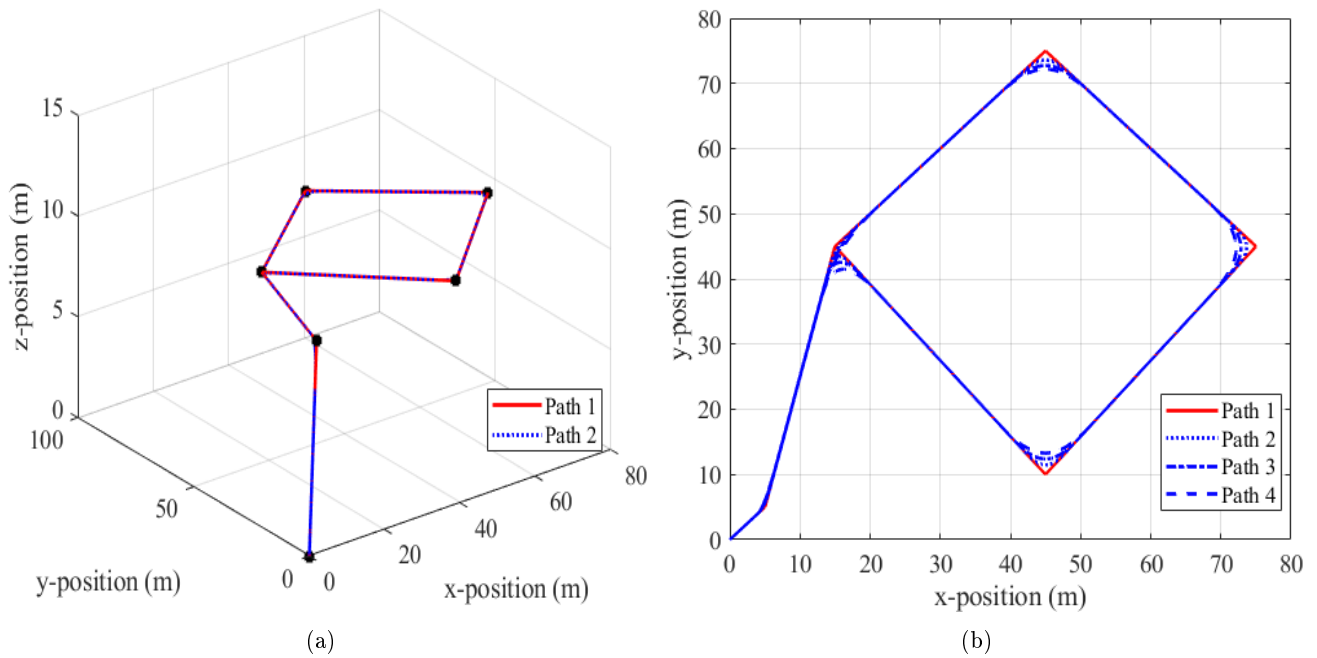 15
10
5
0
z-position (m)
100
50
0
y-position (m)
0
20
40
60
80
x-position (m)
Path 1
Path 2
(a)
80
70
60
50
40
30
20
10
0
y-position (m)
0 10 20 30 40 50 60 70 80
x-position (m)
Path 1
Path 2
Path 3
Path 4
(b)